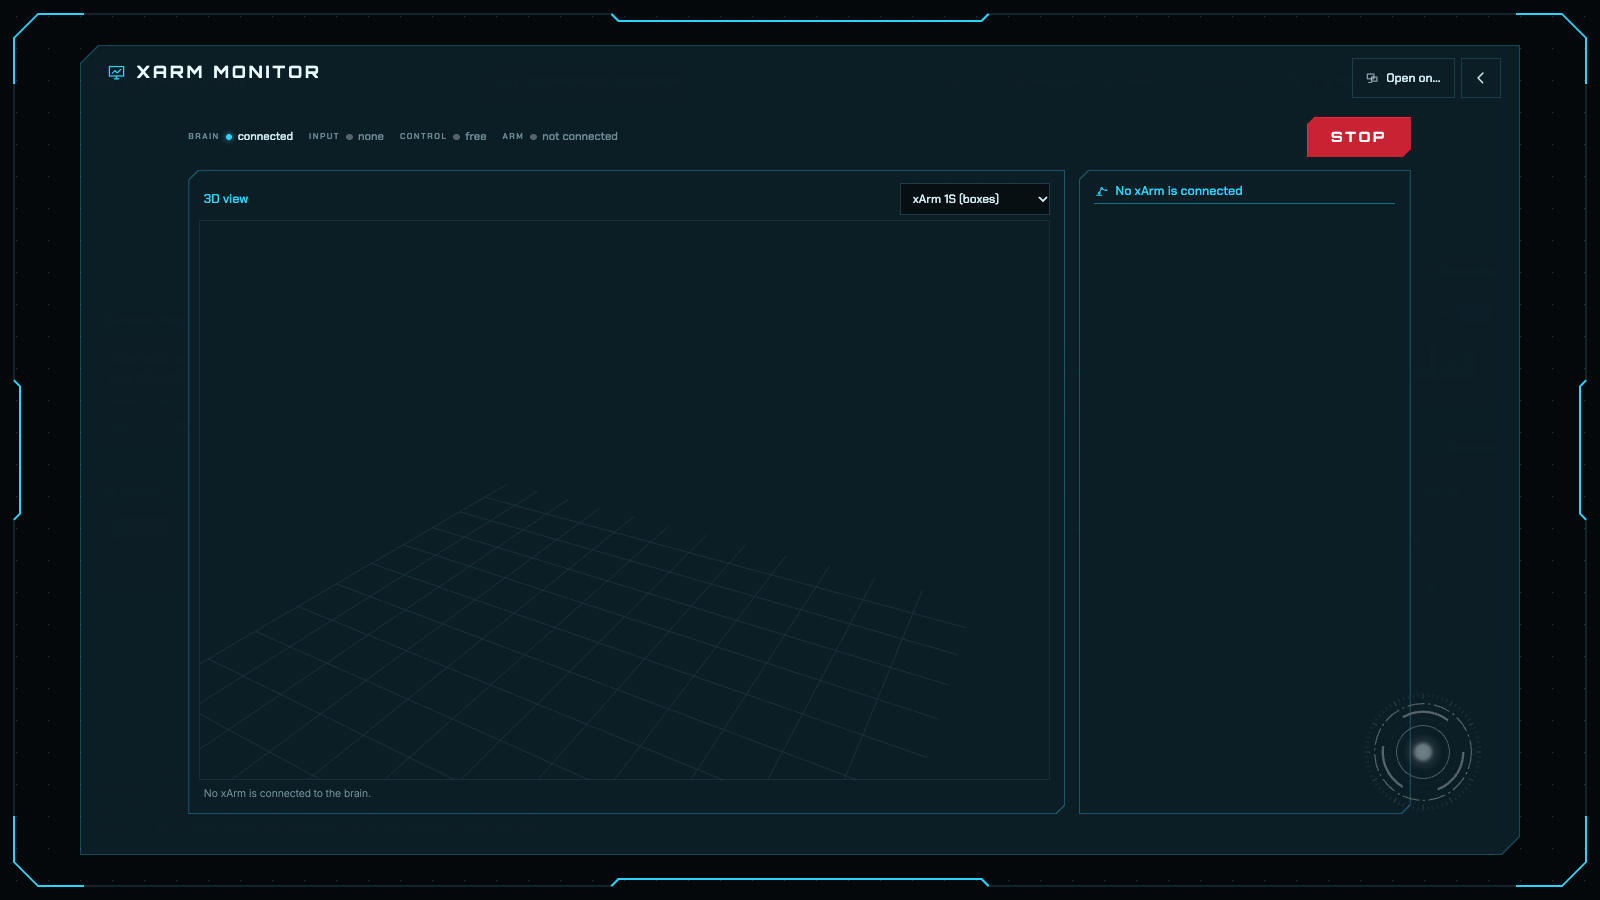 XARM MONITOR
Open on...
BRAIN connected INPUT none CONTROL free ARM not connected
STOP
3D view
xArm 1S (boxes)
No xArm is connected
No xArm is connected to the brain.